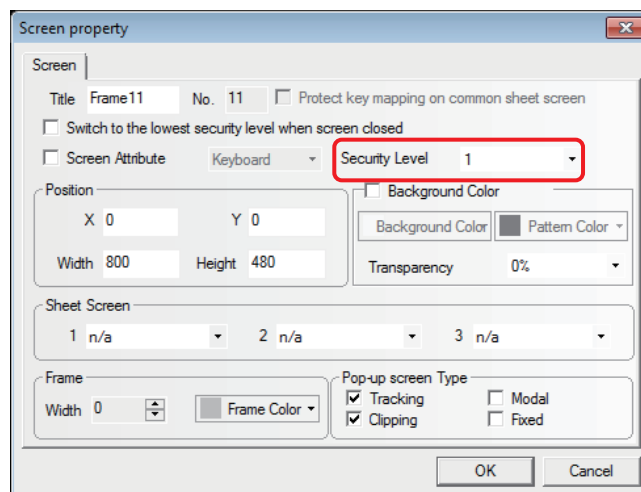 Screen property
Screen
Title Frame11 No. 11 Protect key mapping on common sheet screen
Switch to the lowest security level when screen closed
Screen Attribute Keyboard Security Level 1
Position Background Color
X 0 Y 0 Background Color Pattern Color
Width 800 Height 480 Transparency 0%
Sheet Screen
1 n/a 2 n/a 3 n/a
Frame Pop-up screen Type
Width 0 Frame Color Tracking Modal
Clipping Fixed
OK Cancel